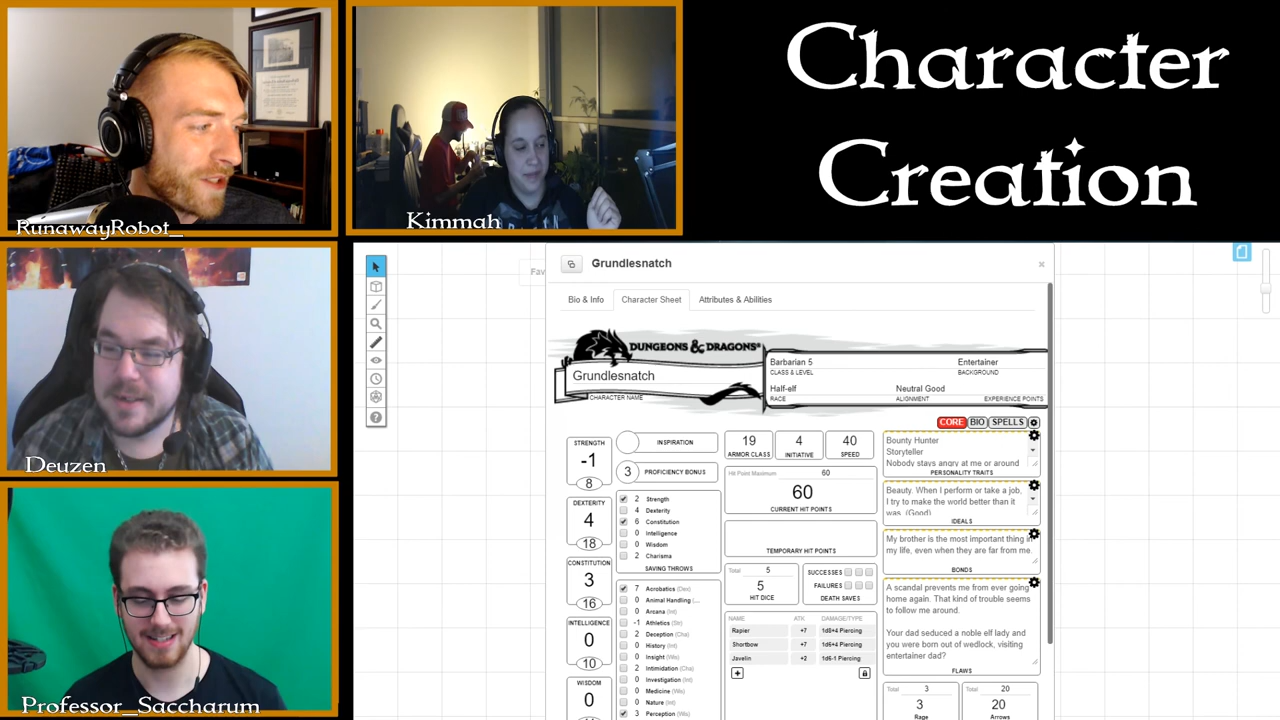 Character
Creation
RunawayRobot_
Kimmah
Deuzen
Professor_Saccharum
Fav
Grundlesnatch
Bio & Info
Character Sheet
Attributes & Abilities
DUNGEONS & DRAGONS®
Grundlesnatch
CHARACTER NAME
Barbarian 5
Entertainer
CLASS & LEVEL
BACKGROUND
Half-elf
Neutral Good
RACE
ALIGNMENT
EXPERIENCE POINTS
CORE
BIO
SPELLS
STRENGTH
-1
8
DEXTERITY
4
18
CONSTITUTION
3
16
INTELLIGENCE
0
10
WISDOM
0
INSPIRATION
3
PROFICIENCY BONUS
2 Strength
4 Dexterity
6 Constitution
0 Intelligence
0 Wisdom
2 Charisma
SAVING THROWS
7 Acrobatics (Dex)
0 Animal Handling (...
0 Arcana (Int)
-1 Athletics (Str)
2 Deception (Cha)
0 History (Int)
0 Insight (Wis)
2 Intimidation (Cha)
0 Investigation (Int)
0 Medicine (Wis)
0 Nature (Int)
3 Perception (Wis)
19
ARMOR CLASS
4
INITIATIVE
40
SPEED
Hit Point Maximum 60
60
CURRENT HIT POINTS
TEMPORARY HIT POINTS
Total 5
5
HIT DICE
SUCCESSES
FAILURES
DEATH SAVES
NAME ATK DAMAGE/TYPE
Rapier +7 1d8+4 Piercing
Shortbow +7 1d6+4 Piercing
Javelin +2 1d6-1 Piercing
Bounty Hunter
Storyteller
Nobody stays angry at me or around
PERSONALITY TRAITS
Beauty. When I perform or take a job,
I try to make the world better than it
was. (Good)
IDEALS
My brother is the most important thing in
my life, even when they are far from me.
BONDS
A scandal prevents me from ever going
home again. That kind of trouble seems
to follow me around.
Your dad seduced a noble elf lady and
you were born out of wedlock, visiting
entertainer dad?
FLAWS
Total 3
3
Rage
Total 20
20
Arrows